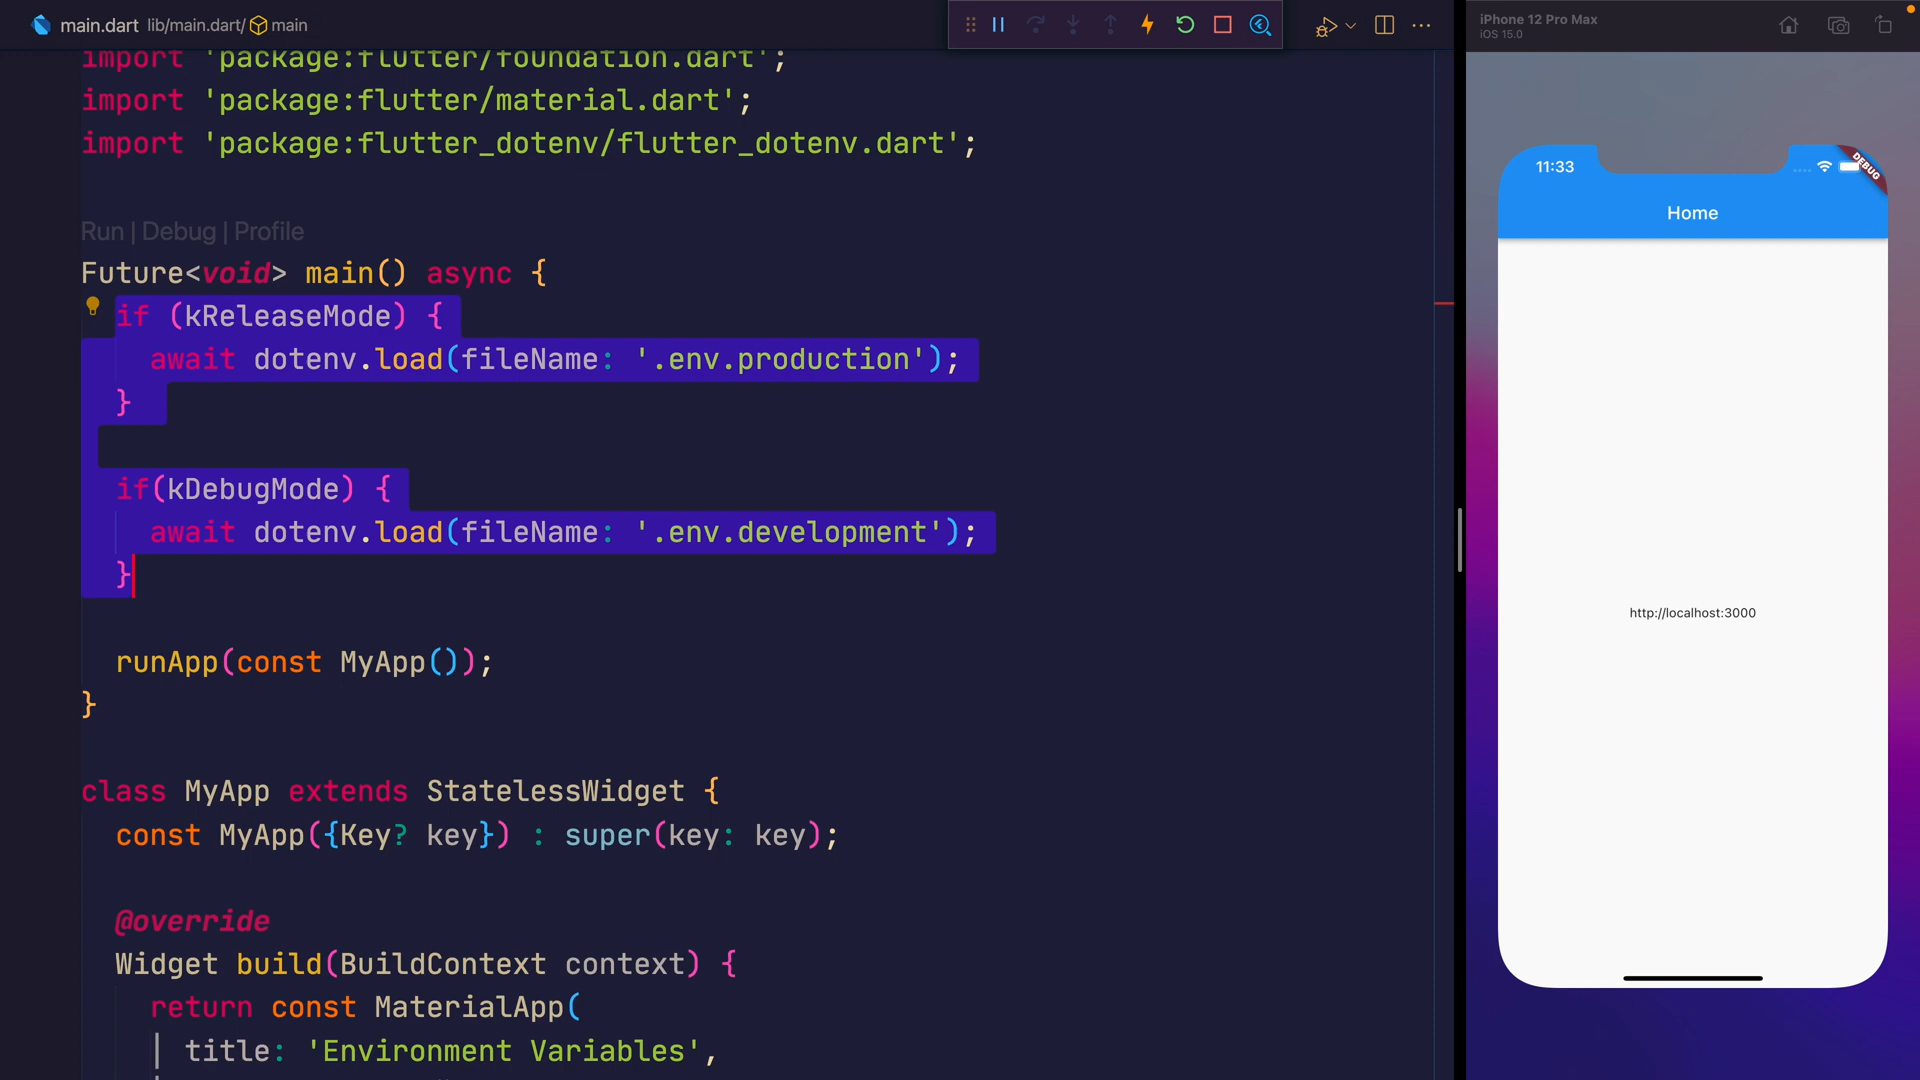 main.dart lib/main.dart/ main
import 'package:flutter/foundation.dart';
import 'package:flutter/material.dart';
import 'package:flutter_dotenv/flutter_dotenv.dart';
Run | Debug | Profile
Future<void> main() async {
if (kReleaseMode) {
await dotenv.load(fileName: '.env.production');
}
if(kDebugMode) {
await dotenv.load(fileName: '.env.development');
}
runApp(const MyApp());
}
class MyApp extends StatelessWidget {
const MyApp({Key? key}) : super(key: key);
@override
Widget build(BuildContext context) {
return const MaterialApp(
title: 'Environment Variables',
iPhone 12 Pro Max
iOS 15.0
11:33
DEBUG
Home
http://localhost:3000